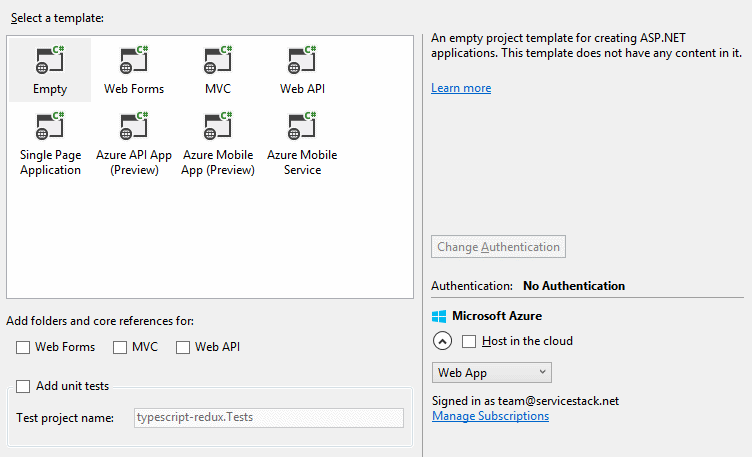 Select a template:
C# C# C# C#
Empty Web Forms MVC Web API
C# C# C# C#
Single Page Azure API App Azure Mobile Azure Mobile
Application (Preview) App (Preview) Service
An empty project template for creating ASP.NET
applications. This template does not have any content in it.
Learn more
Change Authentication
Authentication: No Authentication
Microsoft Azure
Host in the cloud
Web App
Signed in as team@servicestack.net
Manage Subscriptions
Add folders and core references for:
Web Forms MVC Web API
Add unit tests
Test project name: typescript-redux.Tests